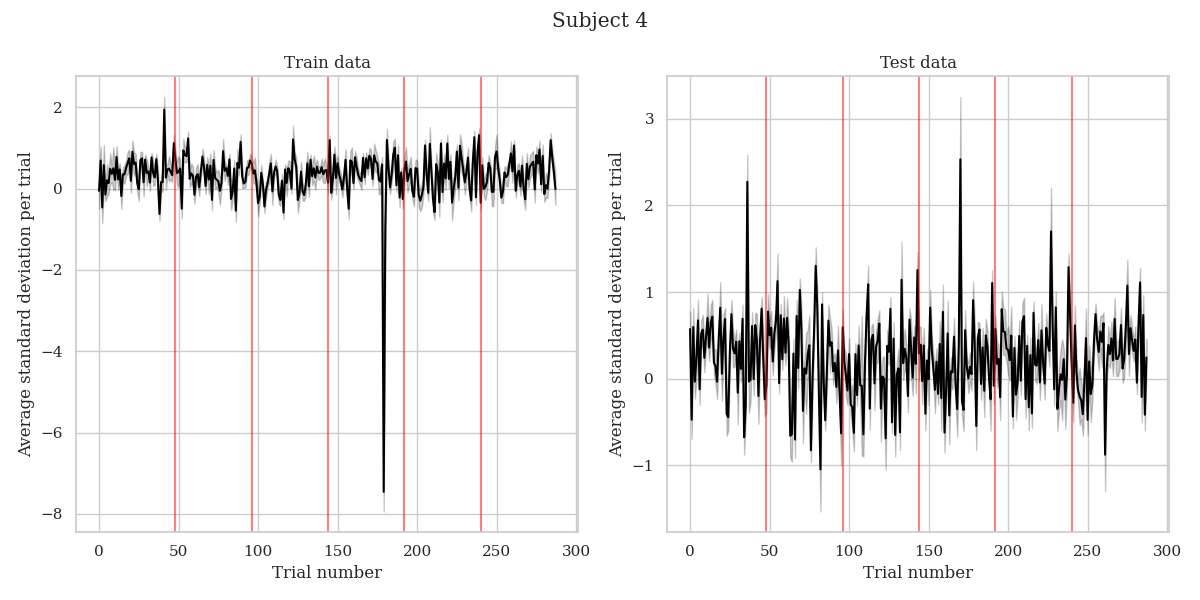 Subject 4
Train data
Average standard deviation per trial
2
0
−2
−4
−6
−8
0 50 100 150 200 250 300
Trial number
Test data
Average standard deviation per trial
3
2
1
0
−1
0 50 100 150 200 250 300
Trial number